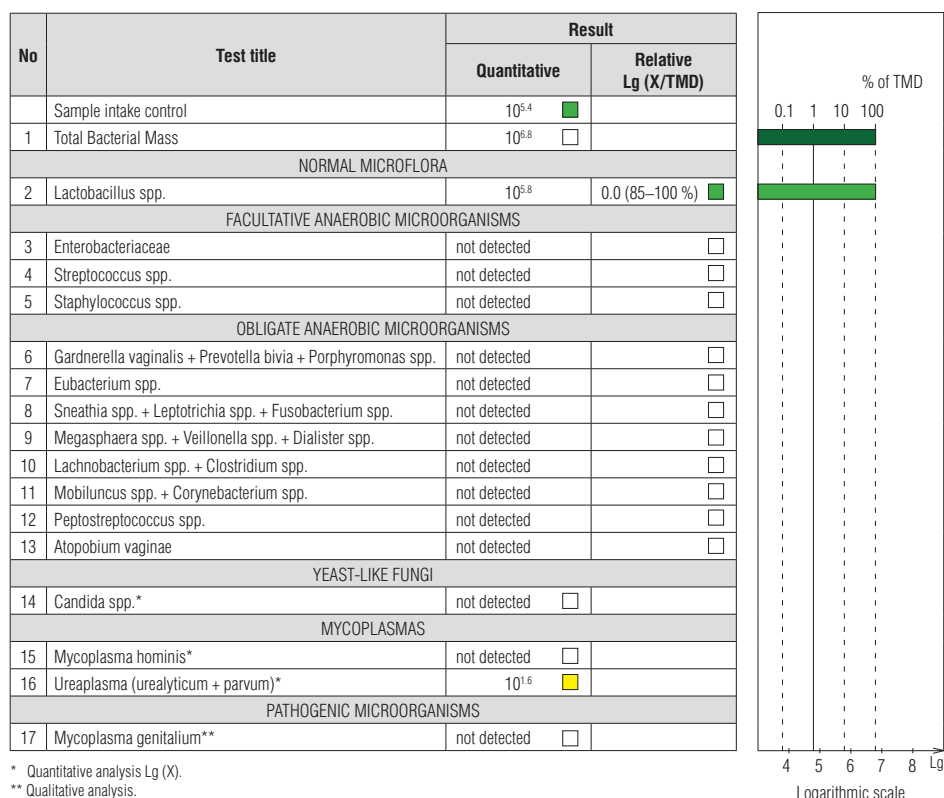 No Test title Result
Quantitative Relative Lg (X/TMD)
Sample intake control 10^5.4
1 Total Bacterial Mass 10^6.8
NORMAL MICROFLORA
2 Lactobacillus spp. 10^5.8 0.0 (85–100 %)
FACULTATIVE ANAEROBIC MICROORGANISMS
3 Enterobacteriaceae not detected
4 Streptococcus spp. not detected
5 Staphylococcus spp. not detected
OBLIGATE ANAEROBIC MICROORGANISMS
6 Gardnerella vaginalis + Prevotella bivia + Porphyromonas spp. not detected
7 Eubacterium spp. not detected
8 Sneathia spp. + Leptotrichia spp. + Fusobacterium spp. not detected
9 Megasphaera spp. + Veillonella spp. + Dialister spp. not detected
10 Lachnobacterium spp. + Clostridium spp. not detected
11 Mobiluncus spp. + Corynebacterium spp. not detected
12 Peptostreptococcus spp. not detected
13 Atopobium vaginae not detected
YEAST-LIKE FUNGI
14 Candida spp.* not detected
MYCOPLASMAS
15 Mycoplasma hominis* not detected
16 Ureaplasma (urealyticum + parvum)* 10^1.6
PATHOGENIC MICROORGANISMS
17 Mycoplasma genitalium** not detected
* Quantitative analysis Lg (X).
** Qualitative analysis.
% of TMD
0.1 1 10 100
4 5 6 7 8 Lg
Logarithmic scale